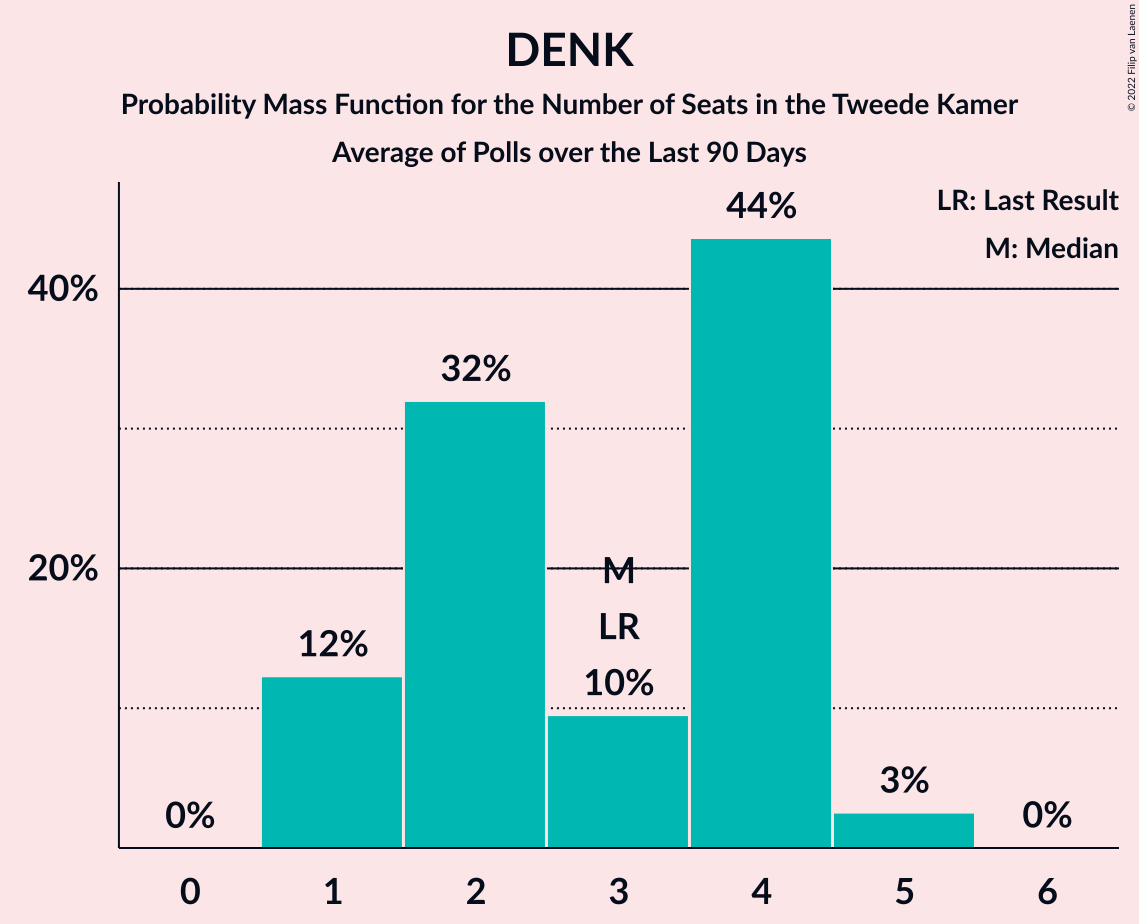 DENK
Probability Mass Function for the Number of Seats in the Tweede Kamer
Average of Polls over the Last 90 Days
© 2022 Filip van Laenen
LR: Last Result
M: Median
40%
20%
0%
12%
32%
M
LR
10%
44%
3%
0%
0 1 2 3 4 5 6